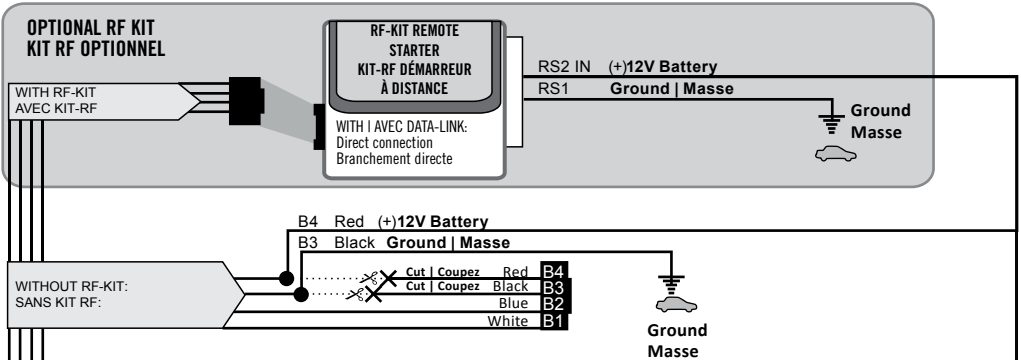 OPTIONAL RF KIT
KIT RF OPTIONNEL
RF-KIT REMOTE
STARTER
KIT-RF DÉMARREUR
À DISTANCE
WITH RF-KIT
AVEC KIT-RF
WITH | AVEC DATA-LINK:
Direct connection
Branchement directe
RS2 IN (+)12V Battery
RS1 Ground | Masse
Ground
Masse
B4 Red (+)12V Battery
B3 Black Ground | Masse
WITHOUT RF-KIT:
SANS KIT RF:
Cut | Coupez Red B4
Cut | Coupez Black B3
Blue B2
White B1
Ground
Masse